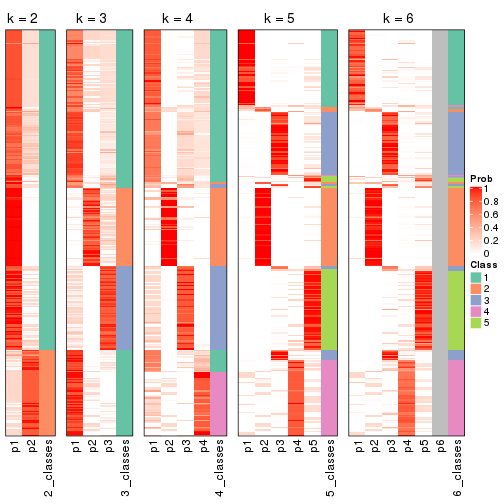 k = 2
k = 3
k = 4
k = 5
k = 6
p1
p2
2_classes
p1
p2
p3
3_classes
p1
p2
p3
p4
4_classes
p1
p2
p3
p4
p5
5_classes
p1
p2
p3
p4
p5
p6
6_classes
Prob
1
0.8
0.6
0.4
0.2
0
Class
1
2
3
4
5